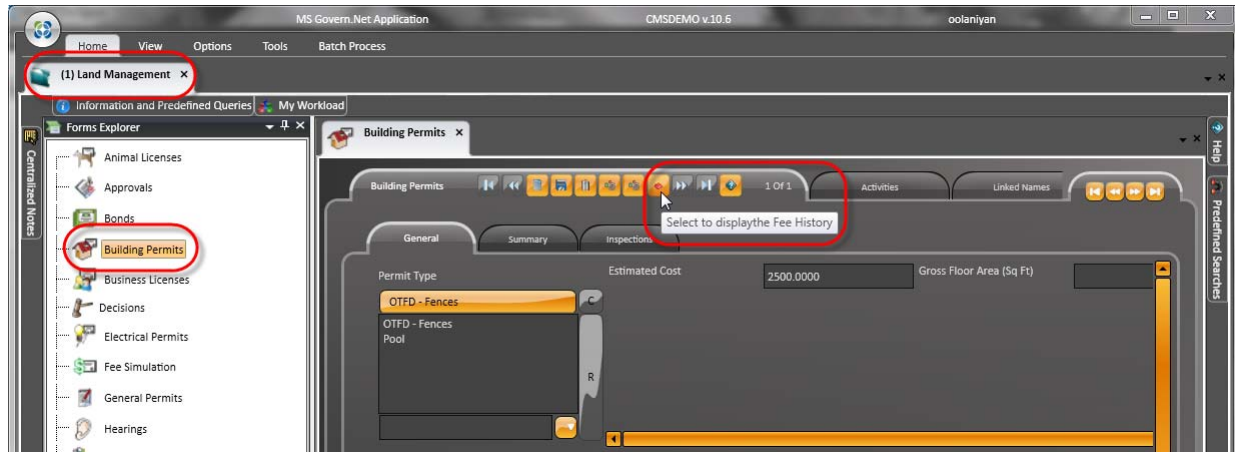 MS Govern.Net Application CMSDEMO v.10.6 oolaniyan
Home View Options Tools Batch Process
(1) Land Management
Information and Predefined Queries My Workload
Centralized Notes
Forms Explorer
Animal Licenses
Approvals
Bonds
Building Permits
Business Licenses
Decisions
Electrical Permits
Fee Simulation
General Permits
Hearings
Building Permits
Building Permits 1 Of 1 Activities Linked Names
Select to displaythe Fee History
General Summary Inspections
Permit Type Estimated Cost 2500.0000 Gross Floor Area (Sq Ft)
OTFD - Fences C
OTFD - Fences
Pool
R
Help
Predefined Searches